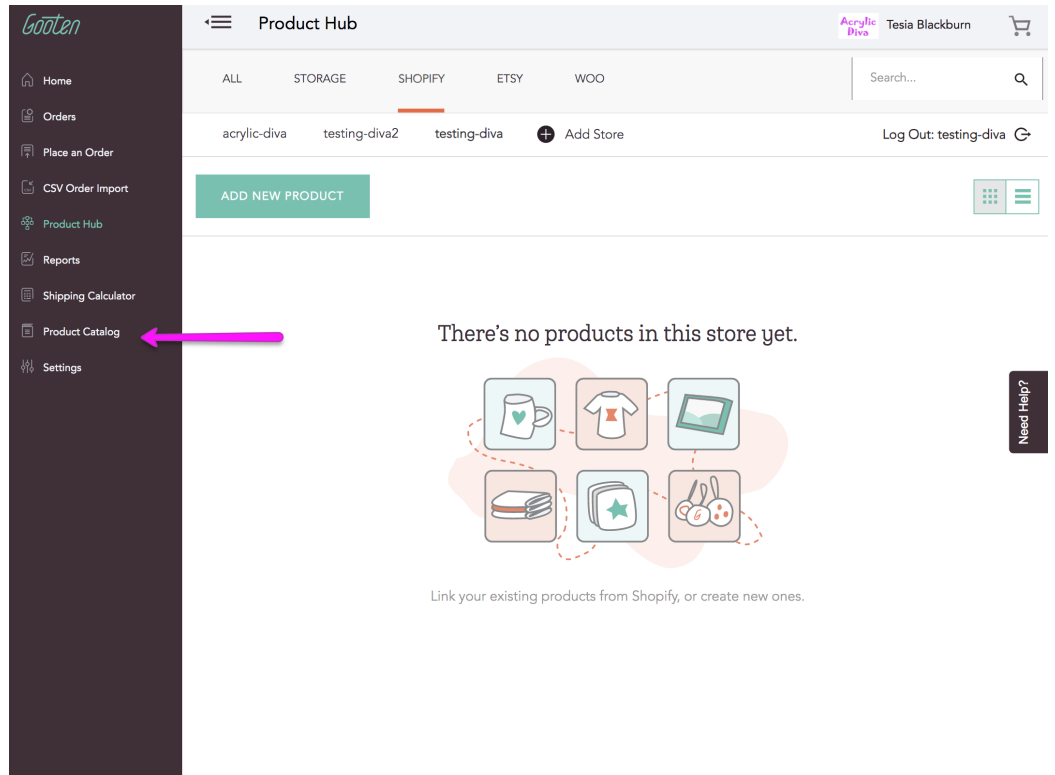 Gooten
Product Hub
Acrylic
Diva
Tesia Blackburn
Home
Orders
Place an Order
CSV Order Import
Product Hub
Reports
Shipping Calculator
Product Catalog
Settings
ALL STORAGE SHOPIFY ETSY WOO
Search...
acrylic-diva testing-diva2 testing-diva Add Store
Log Out: testing-diva
ADD NEW PRODUCT
There's no products in this store yet.
G
Link your existing products from Shopify, or create new ones.
Need Help?